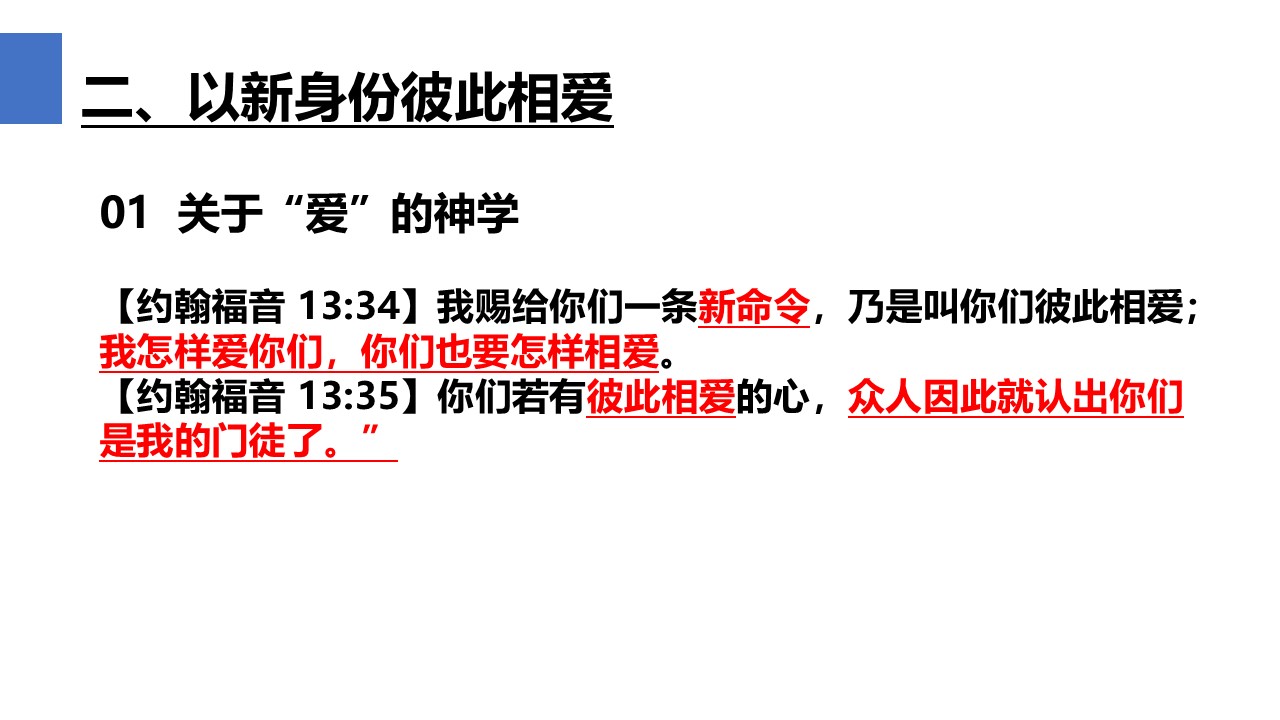 二、以新身份彼此相爱
01 关于“爱”的神学
【约翰福音 13:34】我赐给你们一条新命令，乃是叫你们彼此相爱；
我怎样爱你们，你们也要怎样相爱。
【约翰福音 13:35】你们若有彼此相爱的心，众人因此就认出你们
是我的门徒了。”